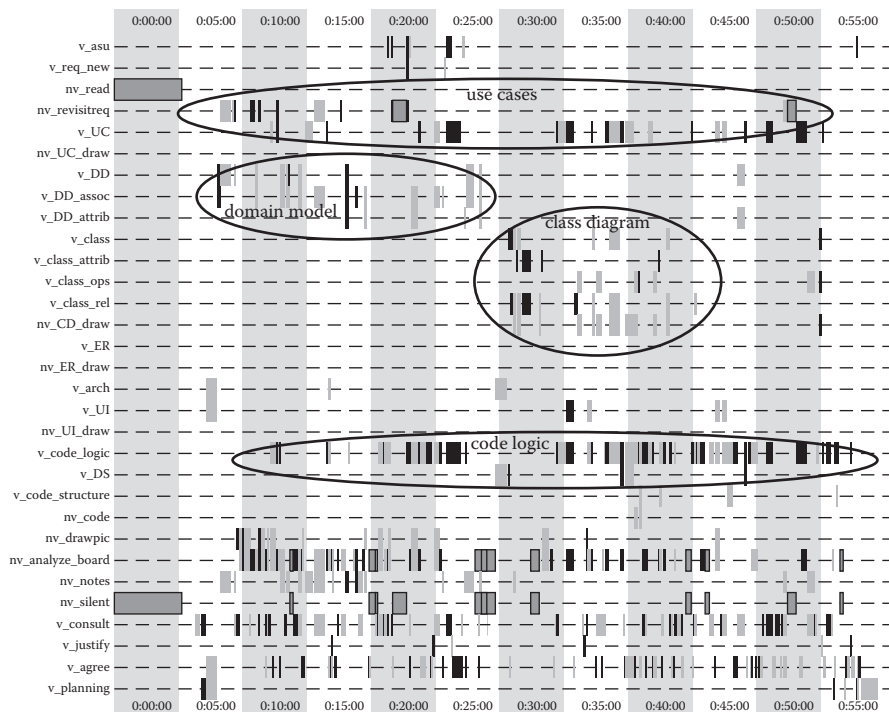 0:00:00 0:05:00 0:10:00 0:15:00 0:20:00 0:25:00 0:30:00 0:35:00 0:40:00 0:45:00 0:50:00 0:55:00
v_asu
v_req_new
nv_read
use cases
nv_revisitreq
v_UC
nv_UC_draw
v_DD
v_DD_assoc
domain model
v_DD_attrib
class diagram
v_class
v_class_attrib
v_class_ops
v_class_rel
nv_CD_draw
v_ER
nv_ER_draw
v_arch
v_UI
nv_UI_draw
code logic
v_code_logic
v_DS
v_code_structure
nv_code
nv_drawpic
nv_analyze_board
nv_notes
nv_silent
v_consult
v_justify
v_agree
v_planning
0:00:00 0:05:00 0:10:00 0:15:00 0:20:00 0:25:00 0:30:00 0:35:00 0:40:00 0:45:00 0:50:00 0:55:00